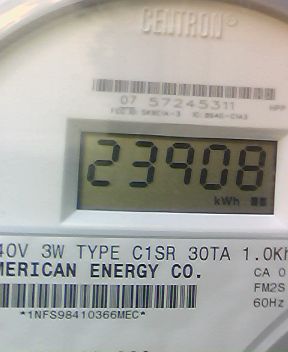 CENTRON
07 57245311
23908
kWh
40V 3W TYPE C1SR 30TA 1.0Kh
MERICAN ENERGY CO.
CA 0
FM2S
60Hz
*1NFS98410366MEC*